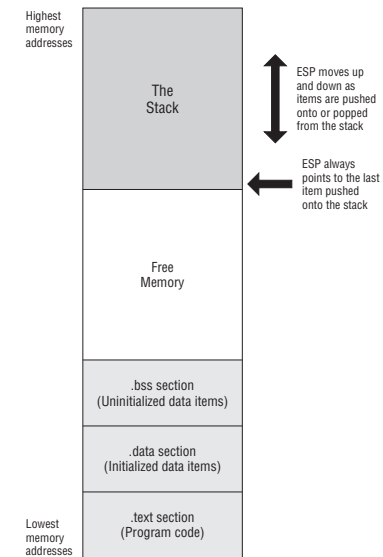 Highest
memory
addresses
The
Stack
ESP moves up
and down as
items are pushed
onto or popped
from the stack
ESP always
points to the last
item pushed
onto the stack
Free
Memory
.bss section
(Uninitialized data items)
.data section
(Initialized data items)
.text section
(Program code)
Lowest
memory
addresses